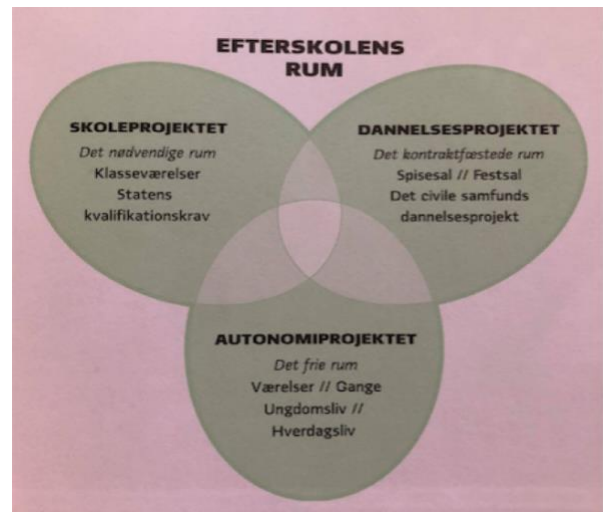 EFTERSKOLENS
RUM
SKOLEPROJEKTET
Det nødvendige rum
Klasseværelser
Statens
kvalifikationskrav
DANNELSESPROJEKTET
Det kontraktfæstede rum
Spisesal // Festsal
Det civile samfunds
dannelsesprojekt
AUTONOMIPROJEKTET
Det frie rum
Værelser // Gange
Ungdomsliv //
Hverdagsliv